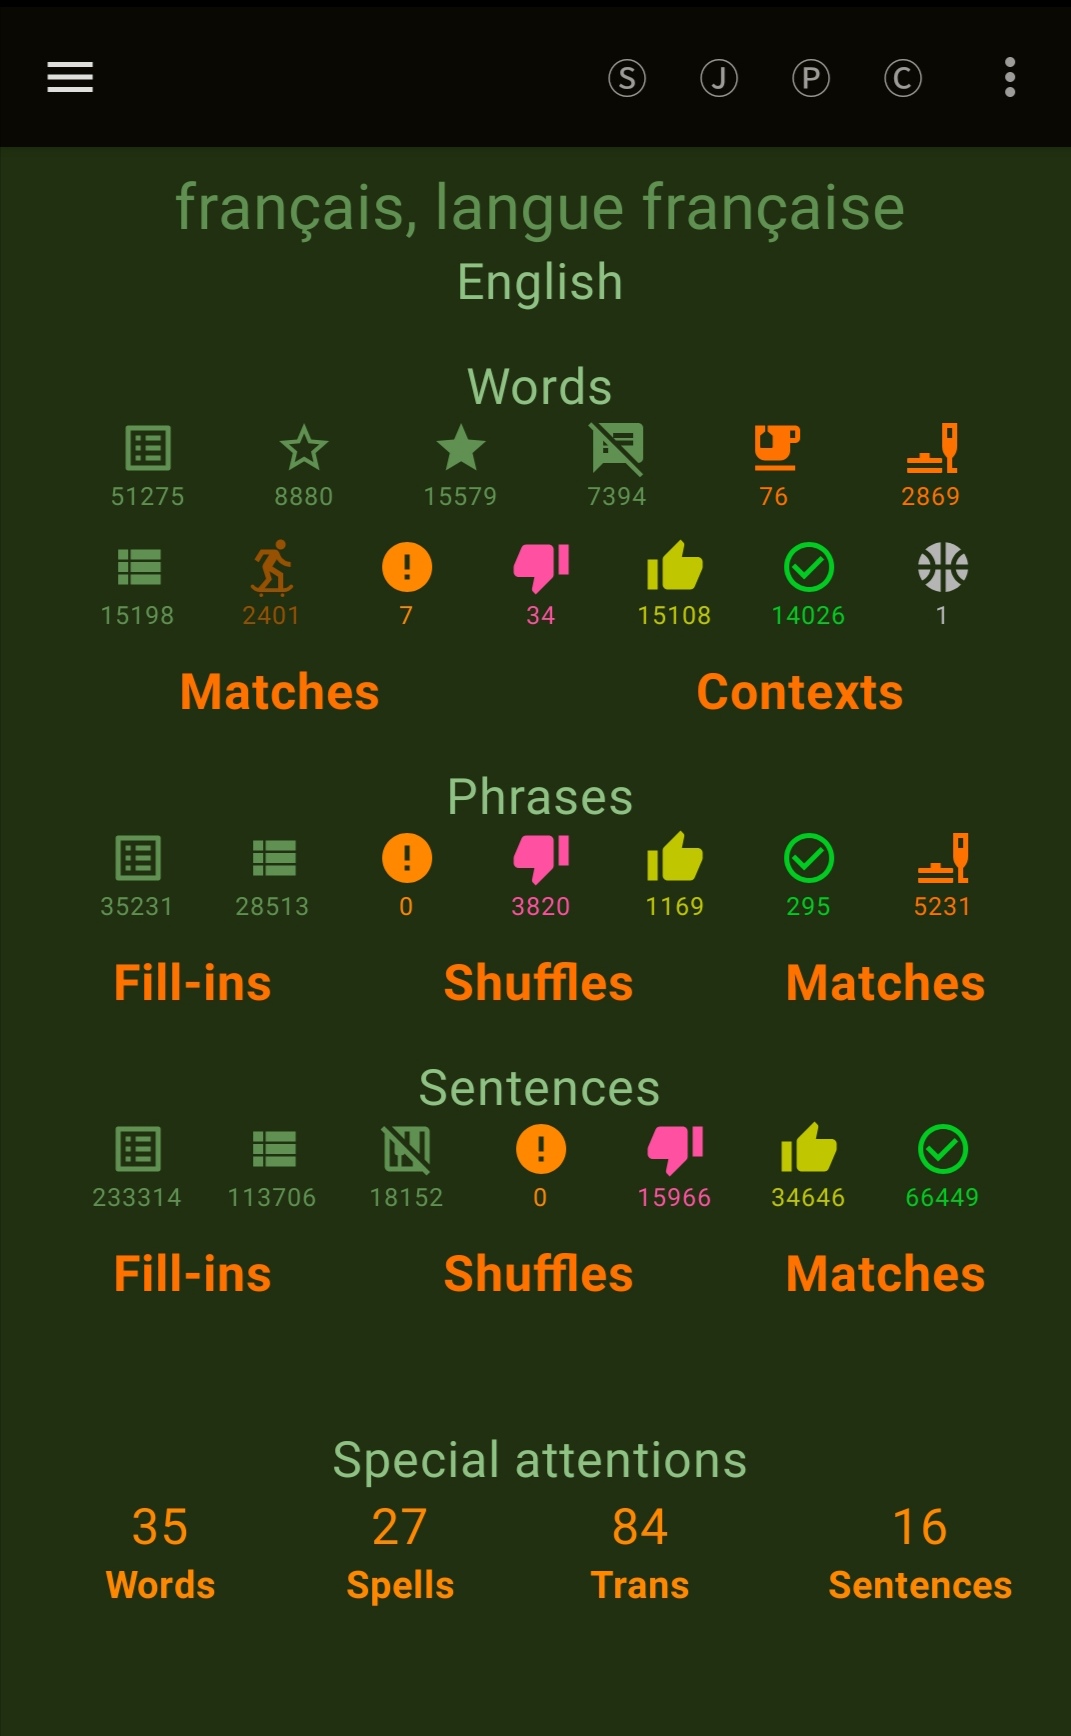 Ⓢ Ⓙ Ⓟ Ⓒ
français, langue française
English
Words
51275 8880 15579 7394 76 2869
15198 2401 7 34 15108 14026 1
Matches Contexts
Phrases
35231 28513 0 3820 1169 295 5231
Fill-ins Shuffles Matches
Sentences
233314 113706 18152 0 15966 34646 66449
Fill-ins Shuffles Matches
Special attentions
35 27 84 16
Words Spells Trans Sentences